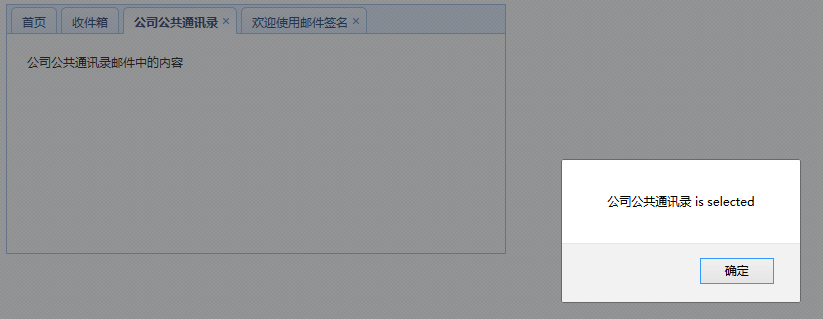 首页 收件箱 公司公共通讯录 × 欢迎使用邮件签名 ×
公司公共通讯录邮件中的内容
公司公共通讯录 is selected
确定